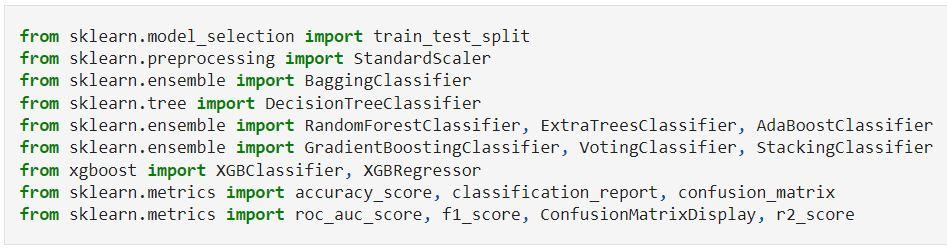 from sklearn.model_selection import train_test_split
from sklearn.preprocessing import StandardScaler
from sklearn.ensemble import BaggingClassifier
from sklearn.tree import DecisionTreeClassifier
from sklearn.ensemble import RandomForestClassifier, ExtraTreesClassifier, AdaBoostClassifier
from sklearn.ensemble import GradientBoostingClassifier, VotingClassifier, StackingClassifier
from xgboost import XGBClassifier, XGBRegressor
from sklearn.metrics import accuracy_score, classification_report, confusion_matrix
from sklearn.metrics import roc_auc_score, f1_score, ConfusionMatrixDisplay, r2_score